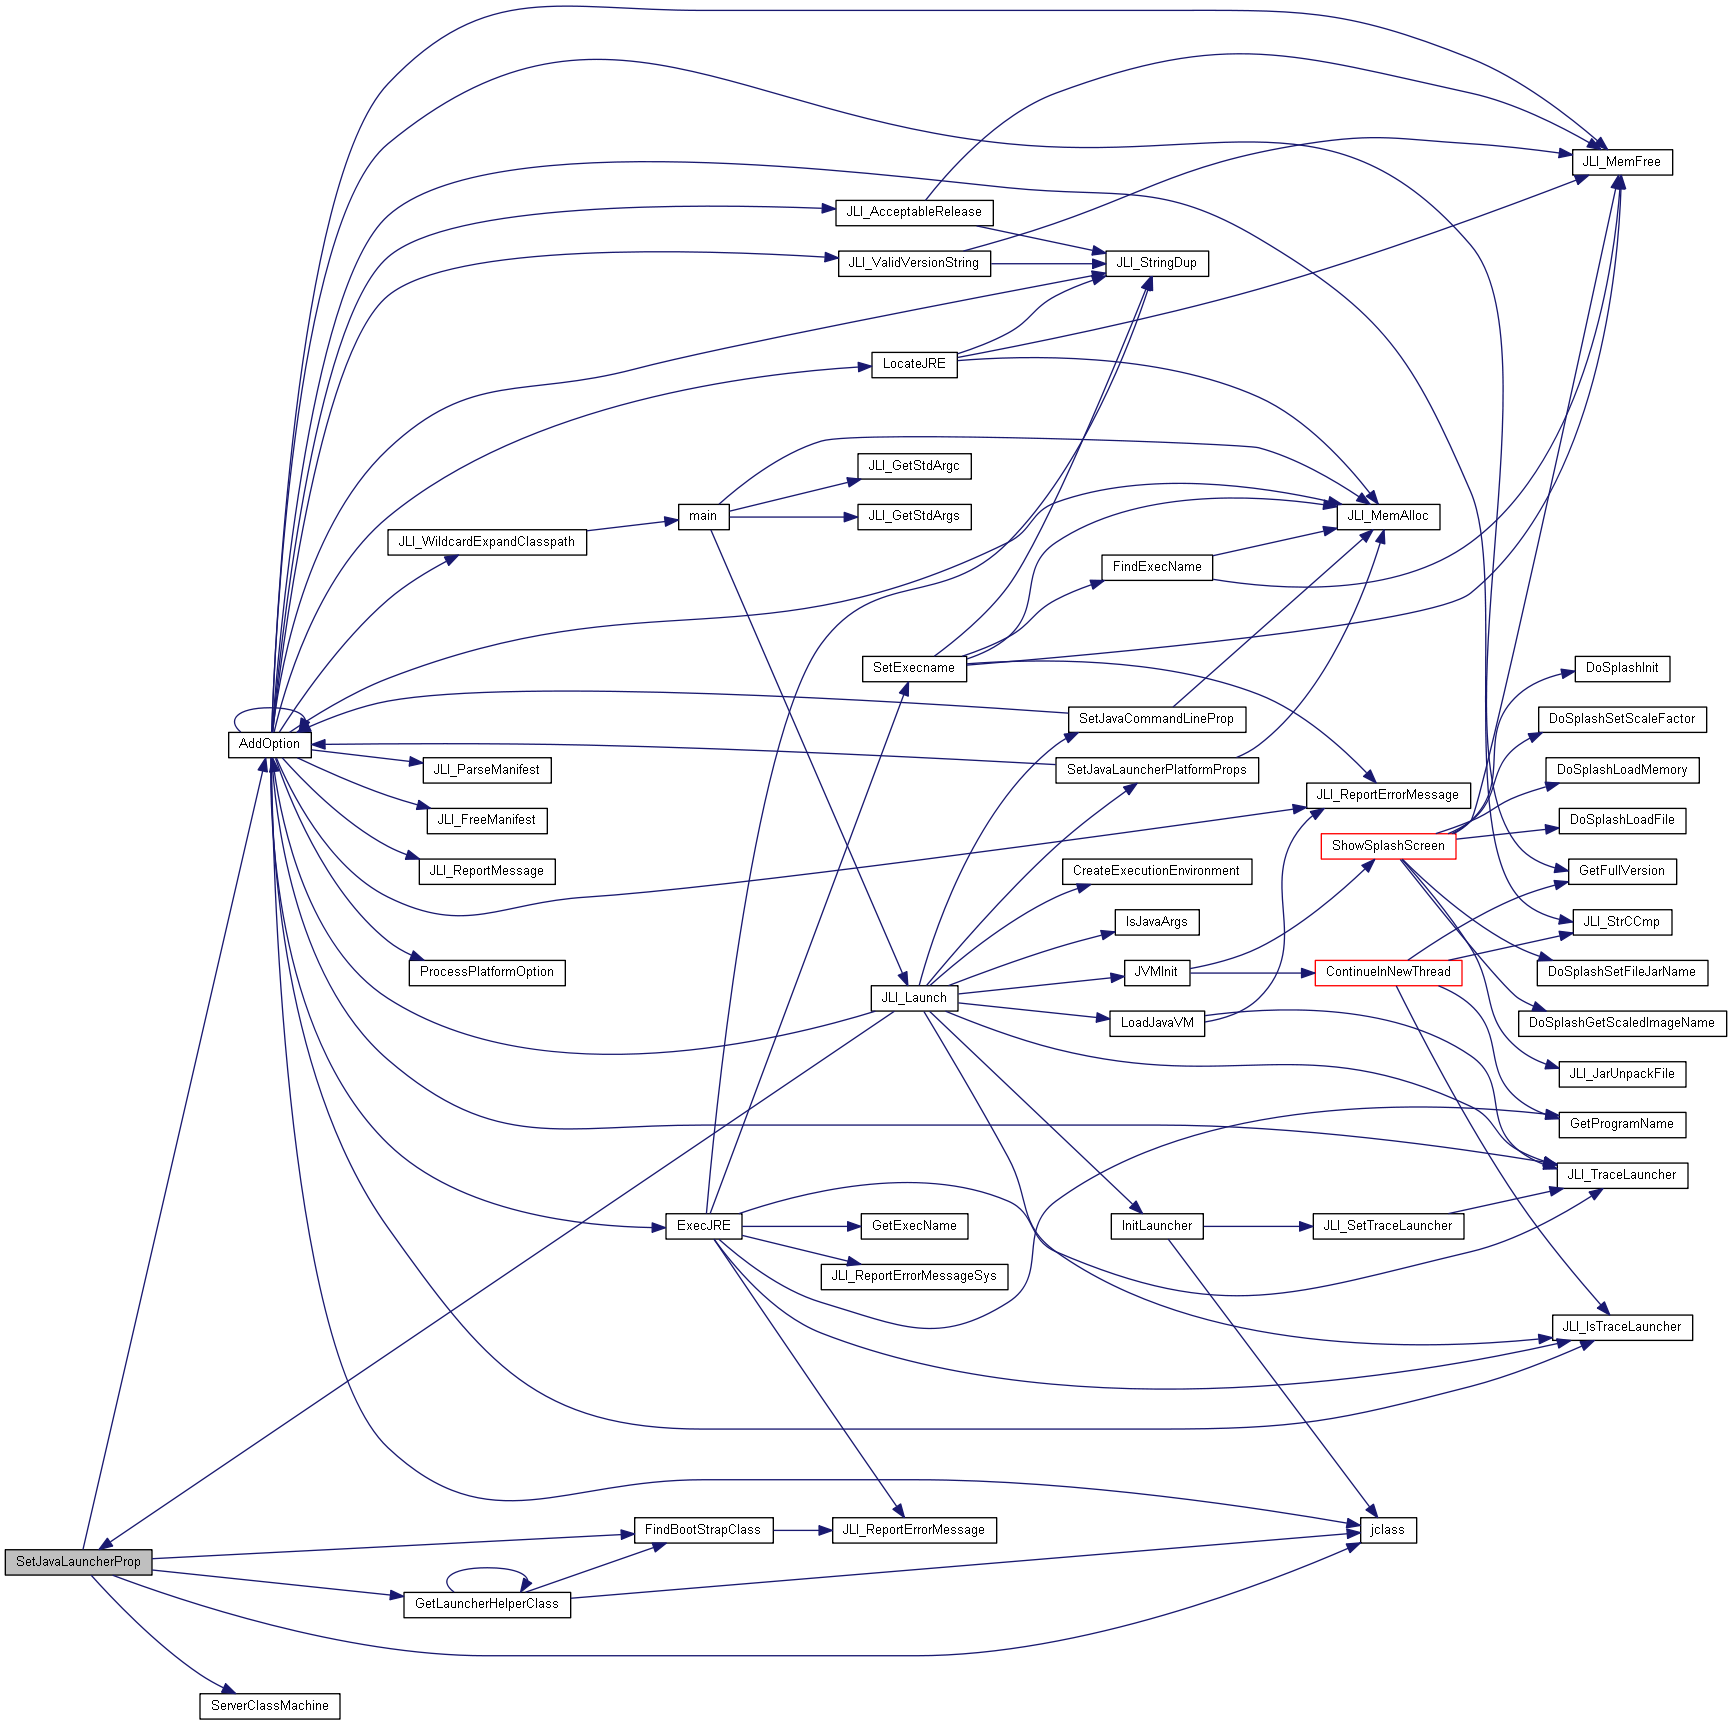 JLI_MemFree
JLI_AcceptableRelease
JLI_ValidVersionString
JLI_StringDup
LocateJRE
JLI_GetStdArgc
main
JLI_GetStdArgs
JLI_MemAlloc
JLI_WildcardExpandClasspath
FindExecName
SetExecname
DoSplashInit
SetJavaCommandLineProp
DoSplashSetScaleFactor
AddOption
JLI_ParseManifest
SetJavaLauncherPlatformProps
DoSplashLoadMemory
JLI_ReportErrorMessage
JLI_FreeManifest
DoSplashLoadFile
ShowSplashScreen
JLI_ReportMessage
CreateExecutionEnvironment
GetFullVersion
IsJavaArgs
JLI_StrCCmp
ProcessPlatformOption
JVMInit
ContinueInNewThread
DoSplashSetFileJarName
JLI_Launch
LoadJavaVM
DoSplashGetScaledImageName
JLI_JarUnpackFile
GetProgramName
JLI_TraceLauncher
ExecJRE
GetExecName
InitLauncher
JLI_SetTraceLauncher
JLI_ReportErrorMessageSys
JLI_IsTraceLauncher
FindBootStrapClass
JLI_ReportErrorMessage
jclass
SetJavaLauncherProp
GetLauncherHelperClass
ServerClassMachine